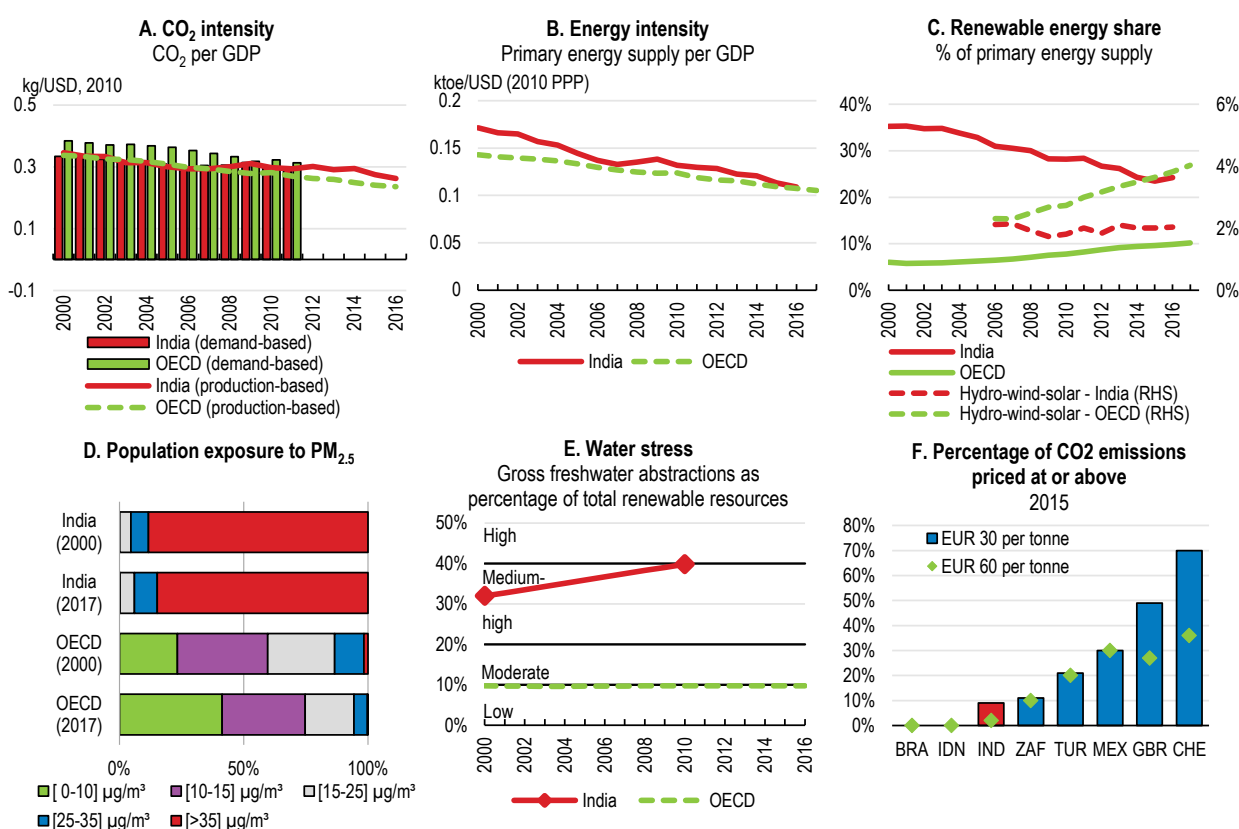 A. CO₂ intensity
CO₂ per GDP
kg/USD, 2010
0.5
0.3
0.1
-0.1
2000
2002
2004
2006
2008
2010
2012
2014
2016
India (demand-based)
OECD (demand-based)
India (production-based)
OECD (production-based)
B. Energy intensity
Primary energy supply per GDP
ktoe/USD (2010 PPP)
0.2
0.15
0.1
0.05
0
2000
2002
2004
2006
2008
2010
2012
2014
2016
India
OECD
C. Renewable energy share
% of primary energy supply
40%
30%
20%
10%
0%
6%
4%
2%
0%
2000
2002
2004
2006
2008
2010
2012
2014
2016
India
OECD
Hydro-wind-solar - India (RHS)
Hydro-wind-solar - OECD (RHS)
D. Population exposure to PM₂.₅
India
(2000)
India
(2017)
OECD
(2000)
OECD
(2017)
0%
50%
100%
[ 0-10] µg/m³
[10-15] µg/m³
[15-25] µg/m³
[25-35] µg/m³
[>35] µg/m³
E. Water stress
Gross freshwater abstractions as
percentage of total renewable resources
50%
40%
30%
20%
10%
0%
High
Medium-
high
Moderate
Low
2000
2002
2004
2006
2008
2010
2012
2014
2016
India
OECD
F. Percentage of CO2 emissions
priced at or above
2015
80%
70%
60%
50%
40%
30%
20%
10%
0%
EUR 30 per tonne
EUR 60 per tonne
BRA IDN IND ZAF TUR MEX GBR CHE